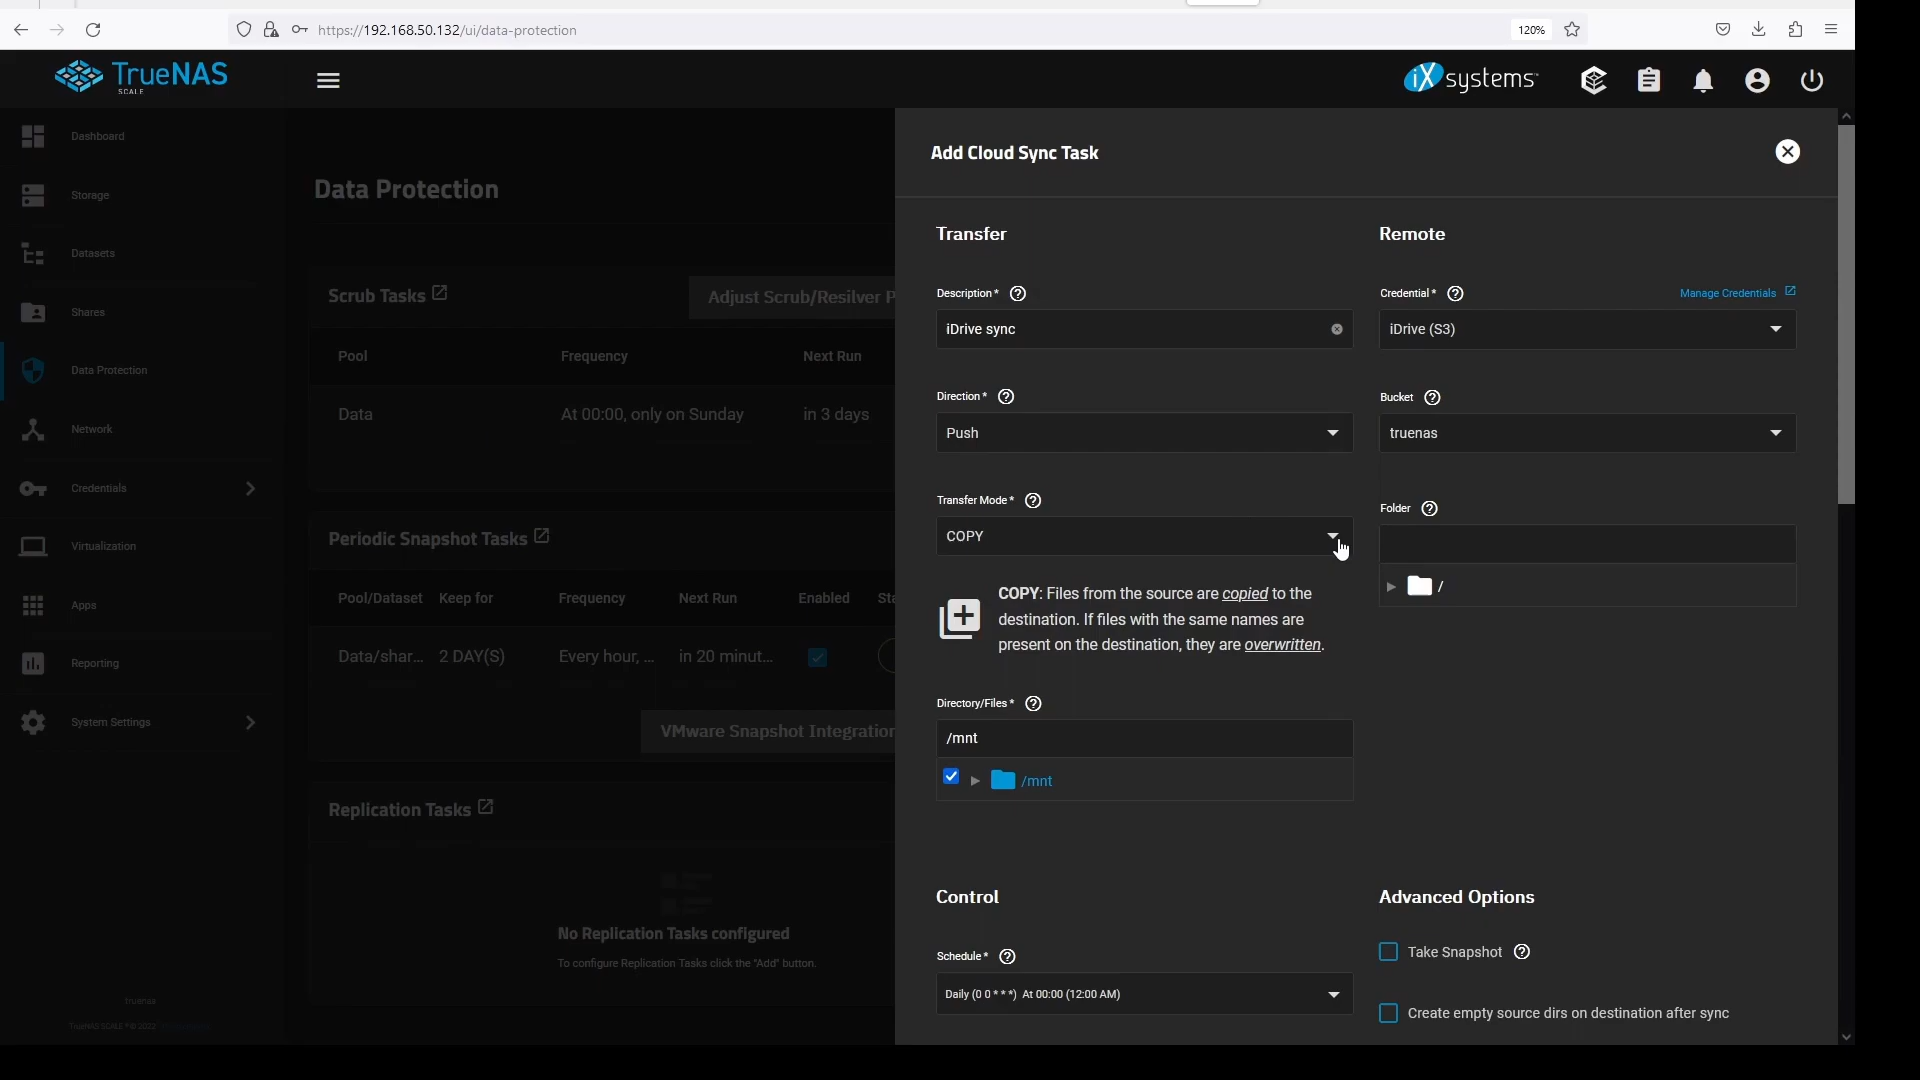 https://192.168.50.132/ui/data-protection
120%
TrueNAS
SCALE
iXsystems
Dashboard
Storage
Datasets
Shares
Data Protection
Network
Credentials
Virtualization
Apps
Reporting
System Settings
truenas
TrueNAS SCALE ® © 2022
Data Protection
Scrub Tasks
Adjust Scrub/Resilver P
Pool Frequency Next Run
Data At 00:00, only on Sunday in 3 days
Periodic Snapshot Tasks
Pool/Dataset Keep for Frequency Next Run Enabled Sta
Data/shar... 2 DAY(S) Every hour, ... in 20 minut...
VMware Snapshot Integration
Replication Tasks
No Replication Tasks configured
To configure Replication Tasks click the "Add" button.
Add Cloud Sync Task
Transfer
Description *
iDrive sync
Direction *
Push
Transfer Mode *
COPY
COPY: Files from the source are copied to the
destination. If files with the same names are
present on the destination, they are overwritten.
Directory/Files *
/mnt
/mnt
Remote
Credential *
Manage Credentials
iDrive (S3)
Bucket
truenas
Folder
/
Control
Schedule *
Daily (0 0 * * *) At 00:00 (12:00 AM)
Advanced Options
Take Snapshot
Create empty source dirs on destination after sync